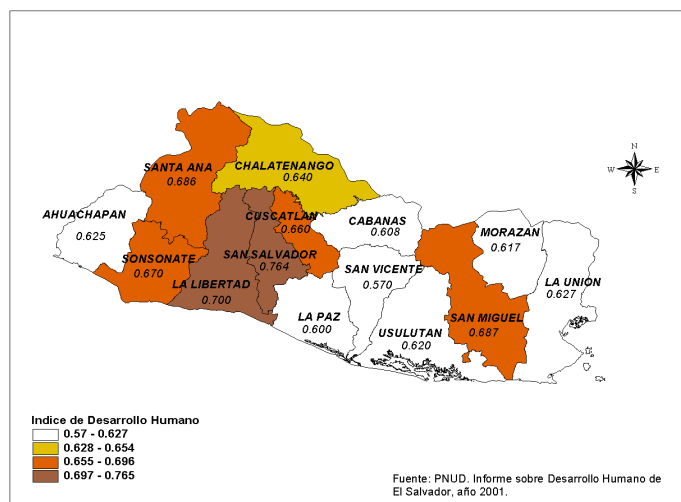 N
W E
S
SANTA ANA
0.686
CHALATENANGO
0.640
AHUACHAPAN
0.625
CUSCATLAN
0.660
CABANAS
0.608
MORAZAN
0.617
SONSONATE
0.670
SAN SALVADOR
0.764
SAN VICENTE
0.570
LA UNION
0.627
LA LIBERTAD
0.700
LA PAZ
0.600
USULUTAN
0.620
SAN MIGUEL
0.687
Indice de Desarrollo Humano
0.57 - 0.627
0.628 - 0.654
0.655 - 0.696
0.697 - 0.765
Fuente: PNUD. Informe sobre Desarrollo Humano de
El Salvador, año 2001.